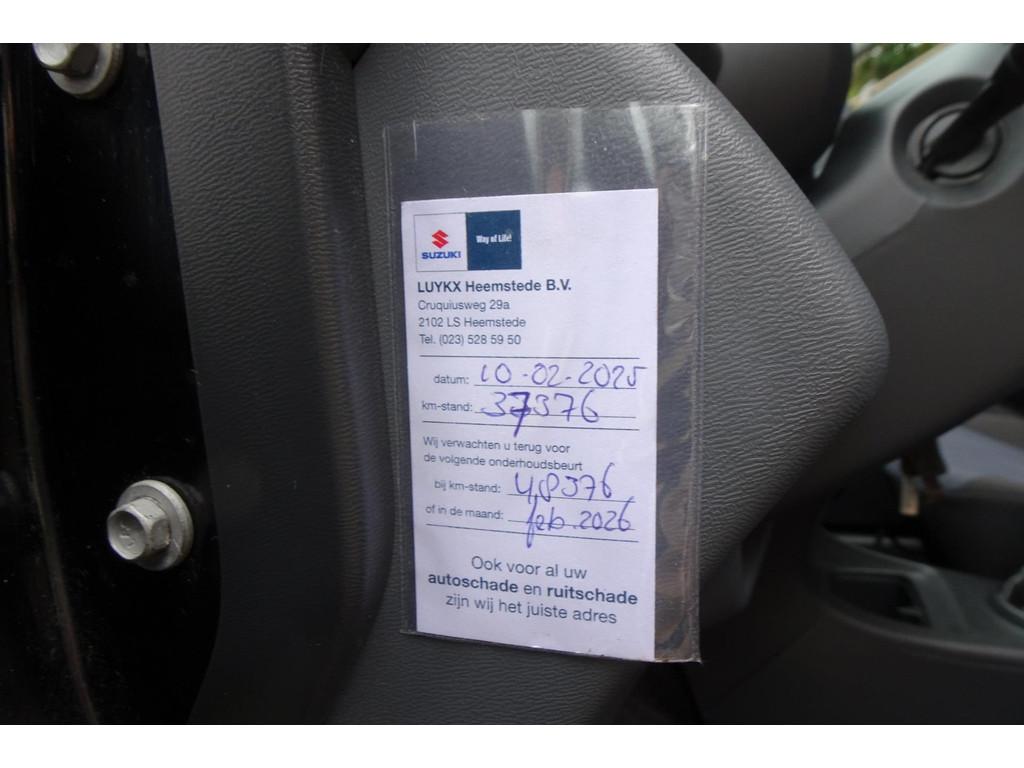 SUZUKI
Way of Life!
LUYKX Heemstede B.V.
Cruquiusweg 29a
2102 LS Heemstede
Tel. (023) 528 59 50
datum: 10-02-2025
km-stand: 37376
Wij verwachten u terug voor
de volgende onderhoudsbeurt
bij km-stand: 48376
of in de maand: feb. 2026
Ook voor al uw
autoschade en ruitschade
zijn wij het juiste adres